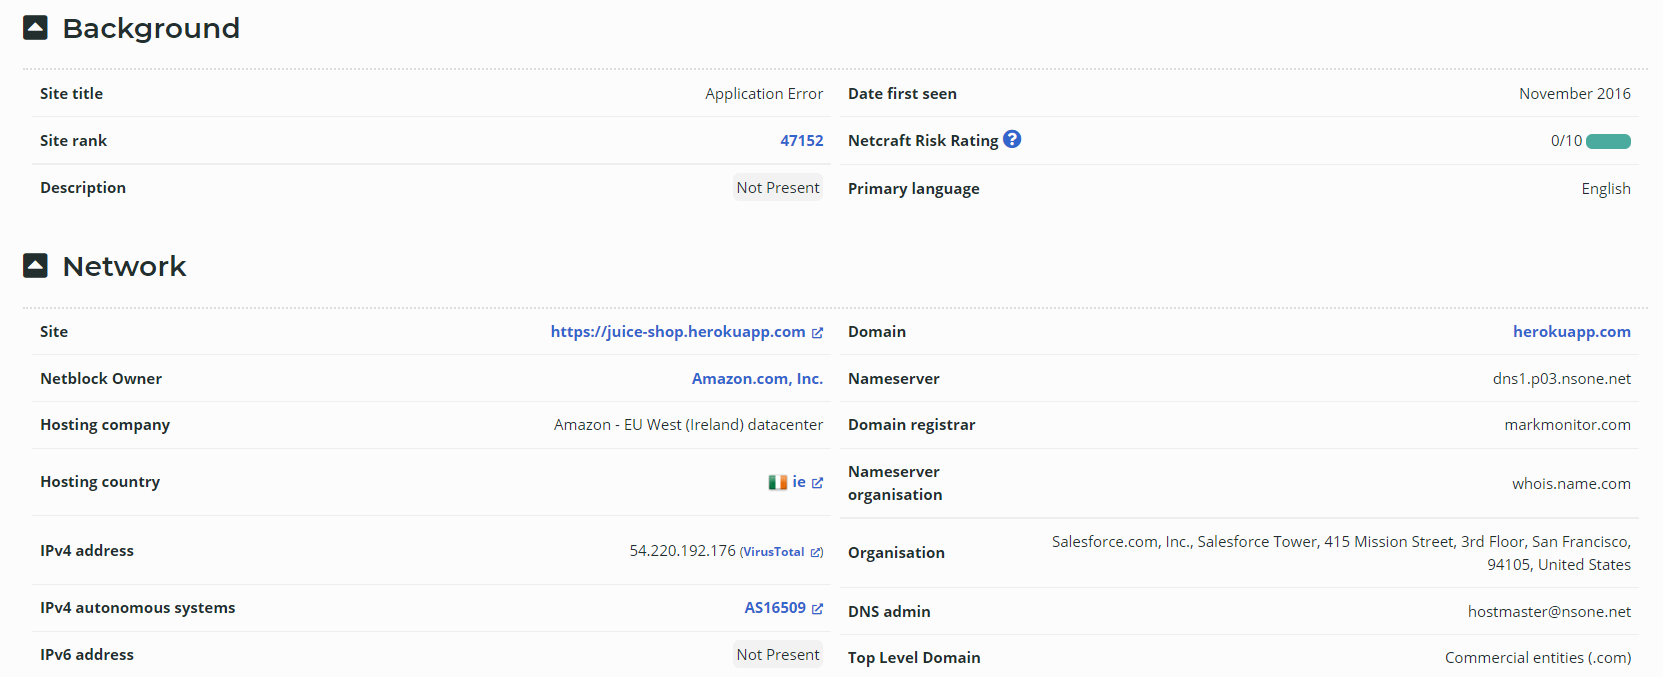 Background
Site title Application Error Date first seen November 2016
Site rank 47152 Netcraft Risk Rating ? 0/10
Description Not Present Primary language English
Network
Site https://juice-shop.herokuapp.com Domain herokuapp.com
Netblock Owner Amazon.com, Inc. Nameserver dns1.p03.nsone.net
Hosting company Amazon - EU West (Ireland) datacenter Domain registrar markmonitor.com
Hosting country ie Nameserver organisation whois.name.com
IPv4 address 54.220.192.176 (VirusTotal) Organisation Salesforce.com, Inc., Salesforce Tower, 415 Mission Street, 3rd Floor, San Francisco,
94105, United States
IPv4 autonomous systems AS16509 DNS admin hostmaster@nsone.net
IPv6 address Not Present Top Level Domain Commercial entities (.com)